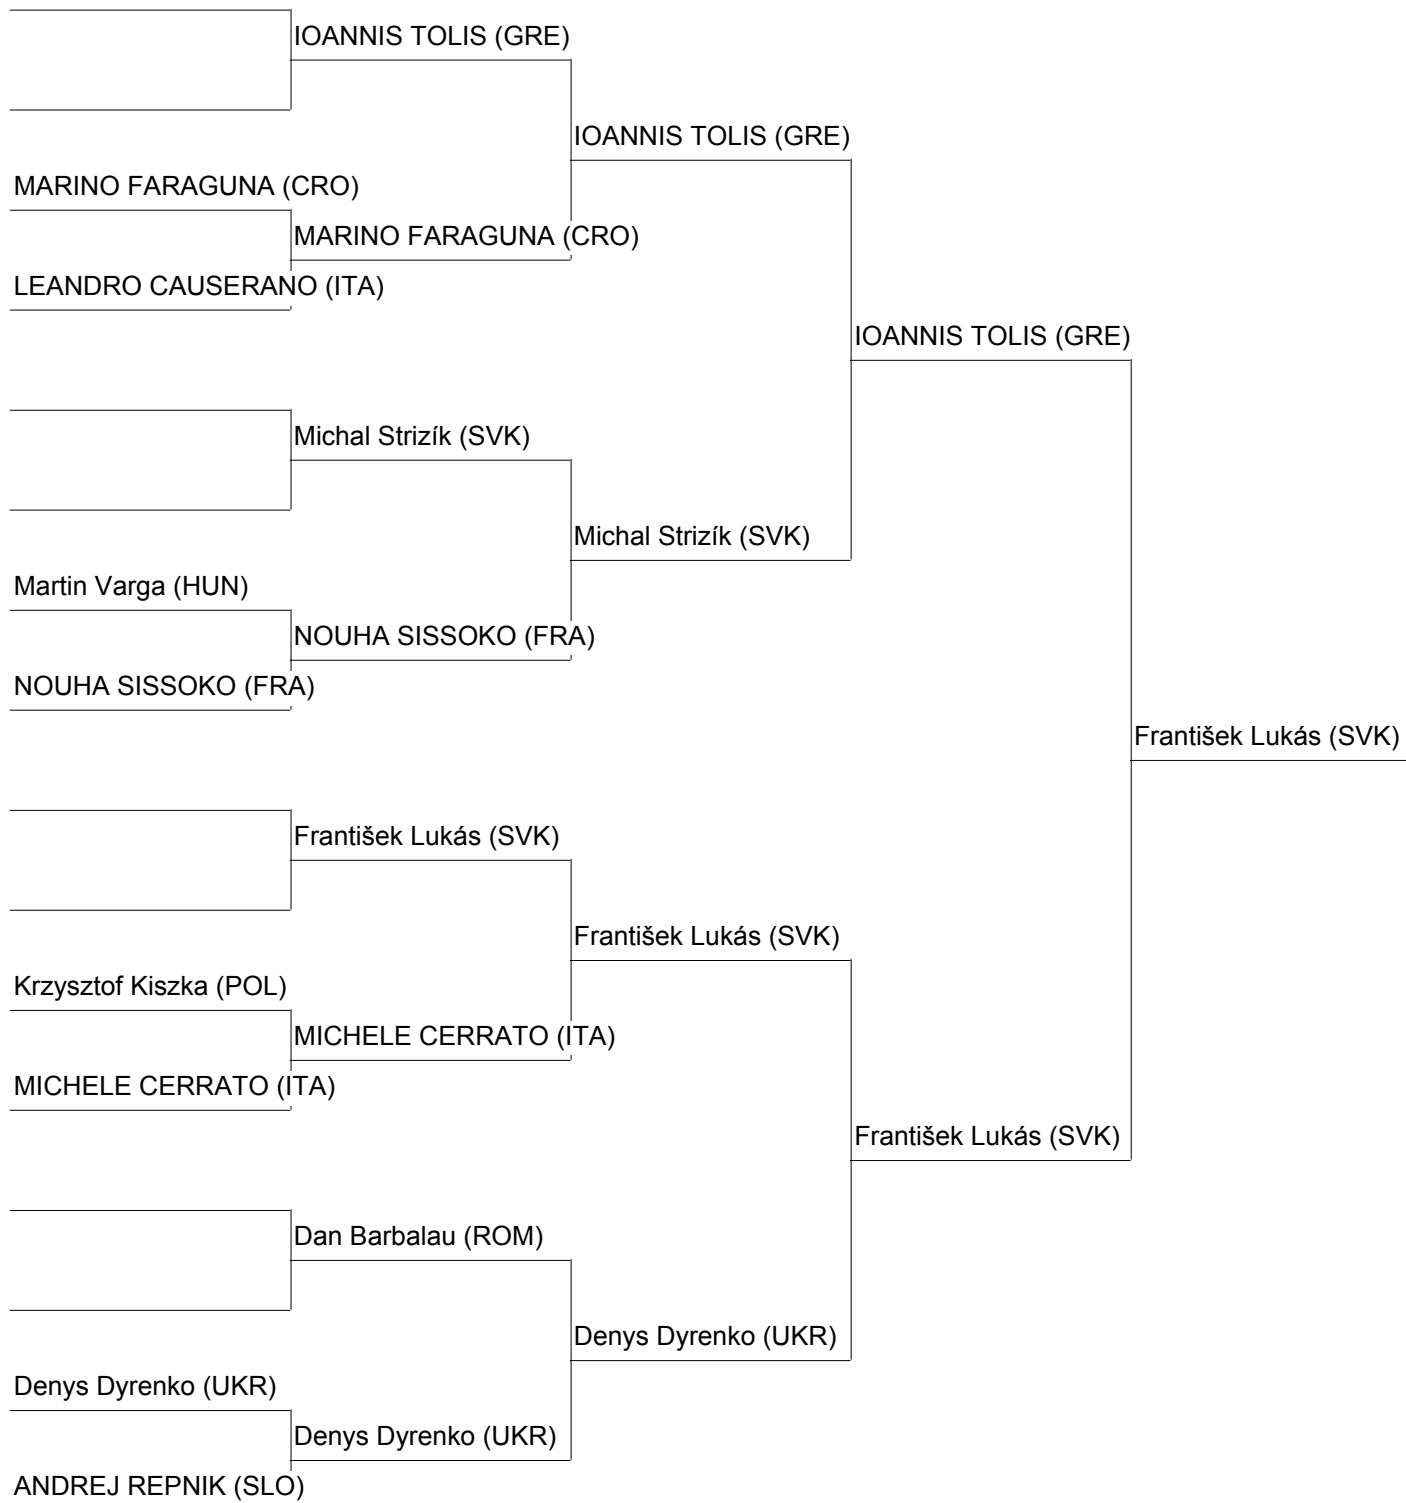 IOANNIS TOLIS (GRE)
IOANNIS TOLIS (GRE)
MARINO FARAGUNA (CRO)
MARINO FARAGUNA (CRO)
LEANDRO CAUSERANO (ITA)
IOANNIS TOLIS (GRE)
Michal Strizík (SVK)
Michal Strizík (SVK)
Martin Varga (HUN)
NOUHA SISSOKO (FRA)
NOUHA SISSOKO (FRA)
František Lukás (SVK)
František Lukás (SVK)
František Lukás (SVK)
Krzysztof Kiszka (POL)
MICHELE CERRATO (ITA)
MICHELE CERRATO (ITA)
František Lukás (SVK)
Dan Barbalau (ROM)
Denys Dyrenko (UKR)
Denys Dyrenko (UKR)
Denys Dyrenko (UKR)
ANDREJ REPNIK (SLO)